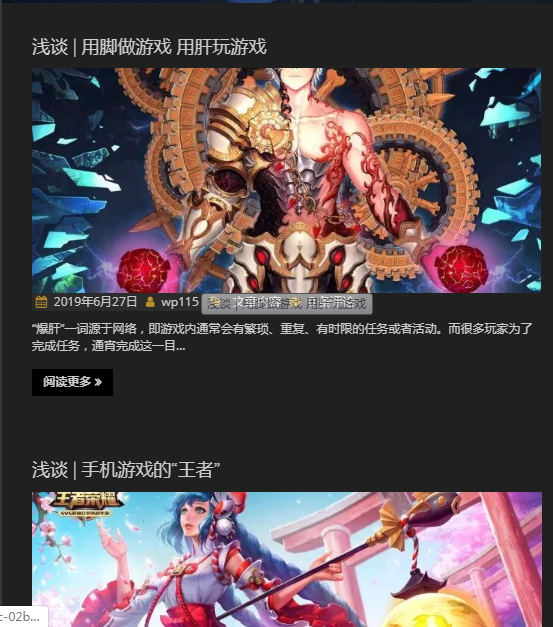 浅谈 | 用脚做游戏 用肝玩游戏
2019年6月27日 wp115
浅谈 | 用脚做游戏 用肝玩游戏
“爆肝”一词源于网络，即游戏内通常会有繁琐、重复、有时限的任务或者活动。而很多玩家为了
完成任务，通宵完成这一目...
阅读更多 »
浅谈 | 手机游戏的“王者”
王者荣耀
c-02b...